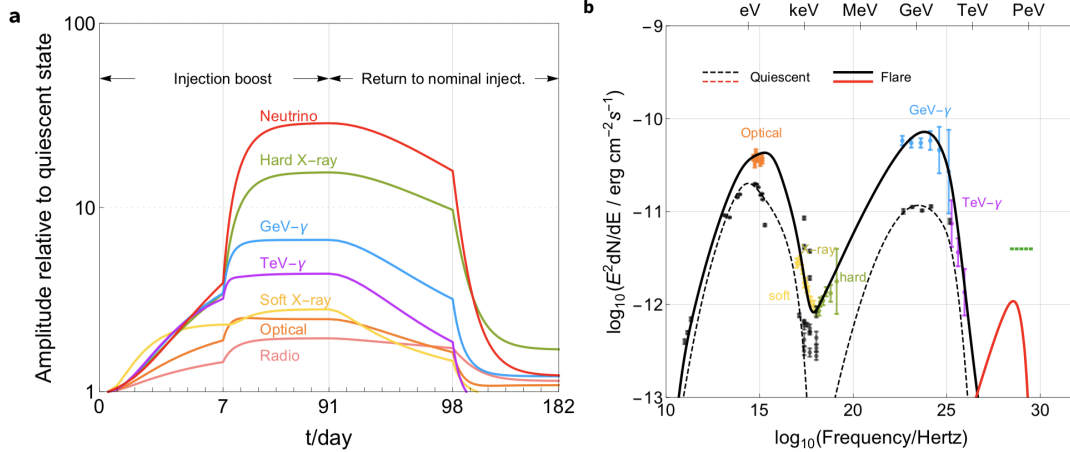 a
100
10
1
Amplitude relative to quiescent state
Injection boost
Return to nominal inject.
Neutrino
Hard X-ray
GeV-γ
TeV-γ
Soft X-ray
Optical
Radio
0 7 91 98 182
t/day
b
eV keV MeV GeV TeV PeV
-9
-10
-11
-12
-13
log10(E²dN/dE / erg cm⁻² s⁻¹)
Quiescent
Flare
Optical
GeV-γ
TeV-γ
X-ray
soft
hard
10 15 20 25 30
log10(Frequency/Hertz)